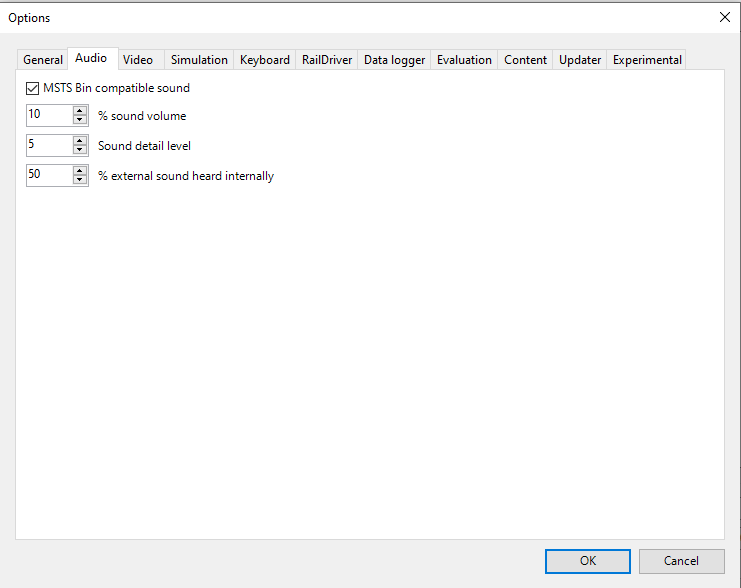 Options
General Audio Video Simulation Keyboard RailDriver Data logger Evaluation Content Updater Experimental
MSTS Bin compatible sound
10 % sound volume
5 Sound detail level
50 % external sound heard internally
OK Cancel